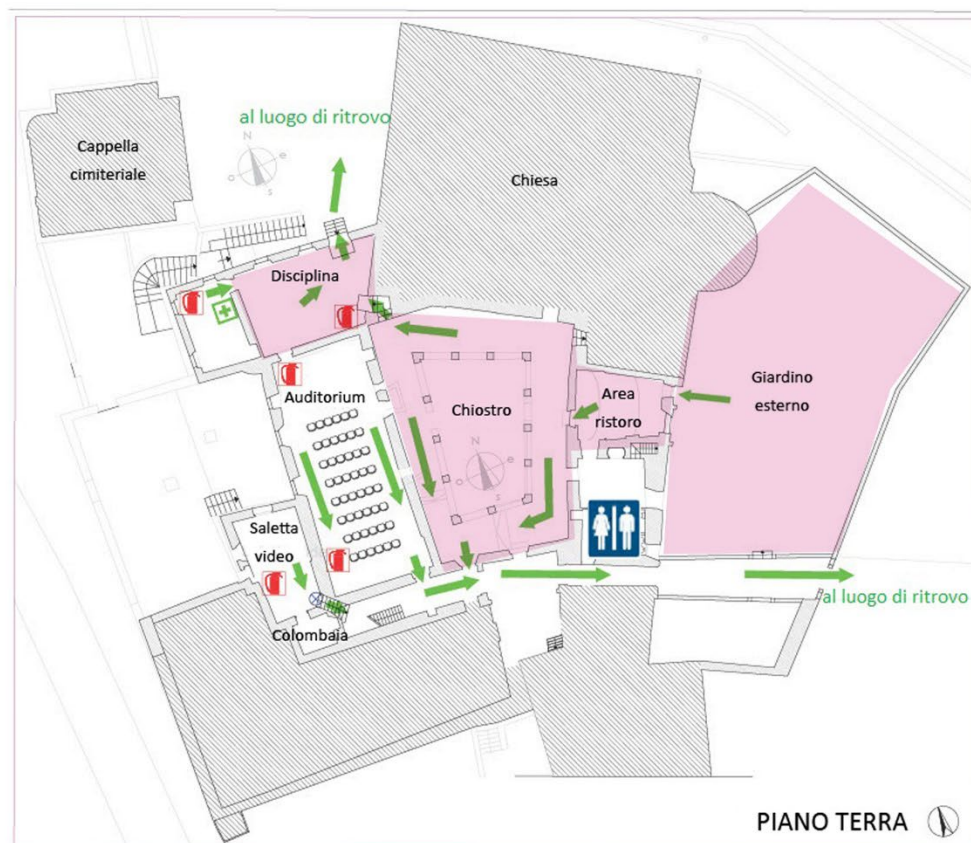 al luogo di ritrovo
Cappella
cimiteriale
Chiesa
N
e
o
s
Disciplina
Giardino
esterno
Area
ristoro
Auditorium
Chiostro
N
e
s
Saletta
video
al luogo di ritrovo
Colombaia
PIANO TERRA